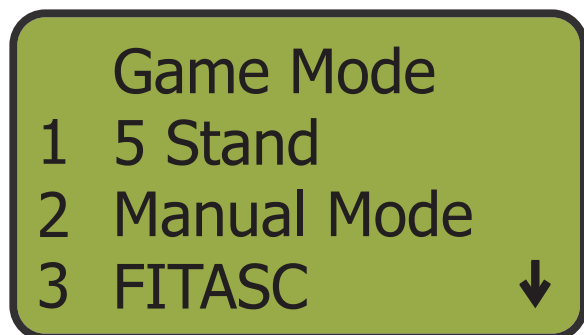 Game Mode
1 5 Stand
2 Manual Mode
3 FITASC ↓